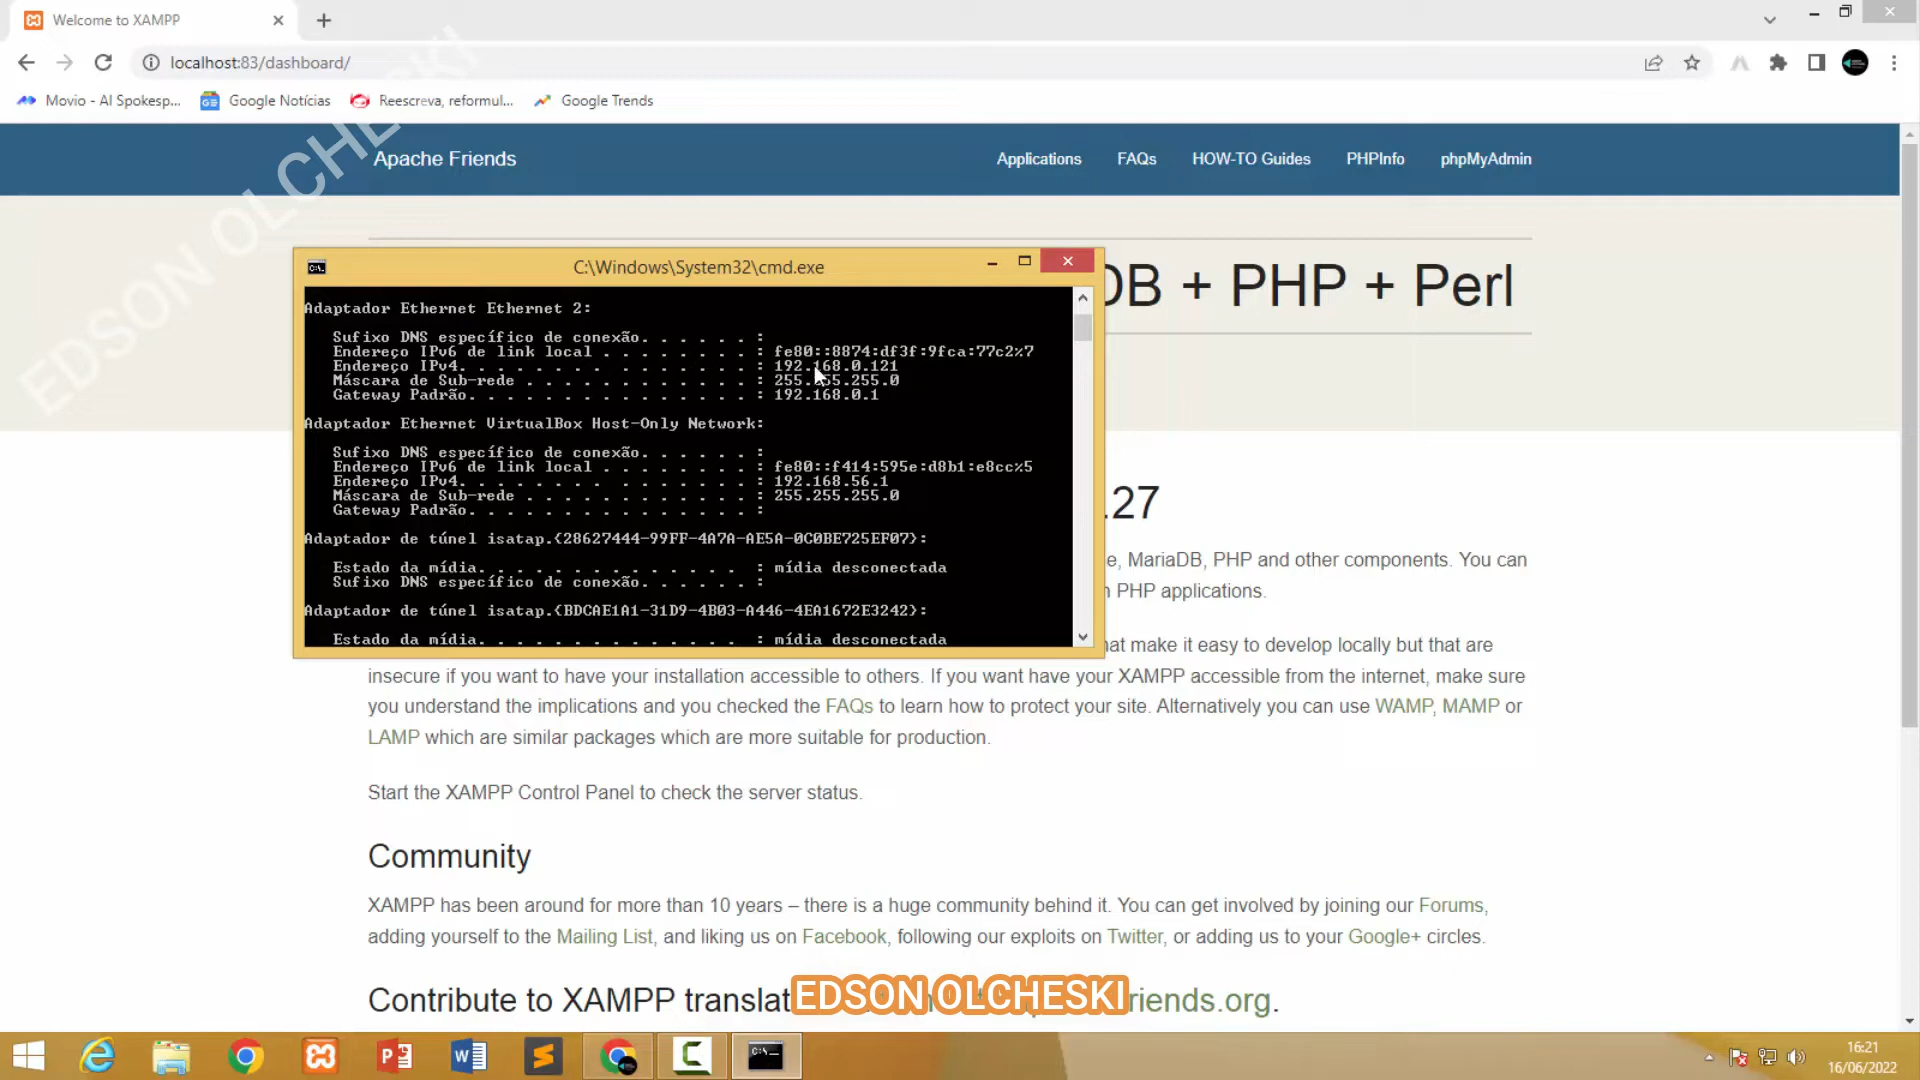 Welcome to XAMPP
localhost:83/dashboard/
Movio - AI Spokesp...
Google Notícias
Reescreva, reformul...
Google Trends
EDSON OLCHESKI
Apache Friends
Applications
FAQs
HOW-TO Guides
PHPInfo
phpMyAdmin
DB + PHP + Perl
C:\Windows\System32\cmd.exe
Adaptador Ethernet Ethernet 2:
Sufixo DNS específico de conexão. . . . . . :
Endereço IPv6 de link local . . . . . . . . : fe80::8874:df3f:9fca:77c2%7
Endereço IPv4. . . . . . . . . . . . . . . : 192.168.0.121
Máscara de Sub-rede . . . . . . . . . . . . : 255.255.255.0
Gateway Padrão. . . . . . . . . . . . . . . : 192.168.0.1
Adaptador Ethernet VirtualBox Host-Only Network:
Sufixo DNS específico de conexão. . . . . . :
Endereço IPv6 de link local . . . . . . . . : fe80::f414:595e:d8b1:e8cc%5
Endereço IPv4. . . . . . . . . . . . . . . : 192.168.56.1
Máscara de Sub-rede . . . . . . . . . . . . : 255.255.255.0
Gateway Padrão. . . . . . . . . . . . . . . :
Adaptador de túnel isatap.{28627444-99FF-4A7A-AE5A-0C0BE725EF07}:
Estado da mídia. . . . . . . . . . . . . . : mídia desconectada
Sufixo DNS específico de conexão. . . . . . :
Adaptador de túnel isatap.{BDCAE1A1-31D9-4B03-A446-4EA1672E3242}:
Estado da mídia. . . . . . . . . . . . . . : mídia desconectada
.27
e, MariaDB, PHP and other components. You can
PHP applications.
hat make it easy to develop locally but that are
insecure if you want to have your installation accessible to others. If you want have your XAMPP accessible from the internet, make sure
you understand the implications and you checked the FAQs to learn how to protect your site. Alternatively you can use WAMP, MAMP or
LAMP which are similar packages which are more suitable for production.
Start the XAMPP Control Panel to check the server status.
Community
XAMPP has been around for more than 10 years – there is a huge community behind it. You can get involved by joining our Forums,
adding yourself to the Mailing List, and liking us on Facebook, following our exploits on Twitter, or adding us to your Google+ circles.
Contribute to XAMPP translat
riends.org.
EDSON OLCHESKI
16:21
16/06/2022